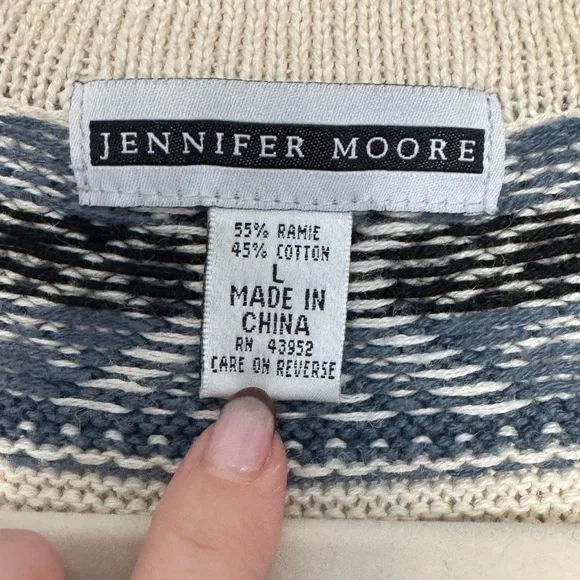 JENNIFER MOORE
55% RAMIE
45% COTTON
L
MADE IN
CHINA
RN 43952
CARE ON REVERSE